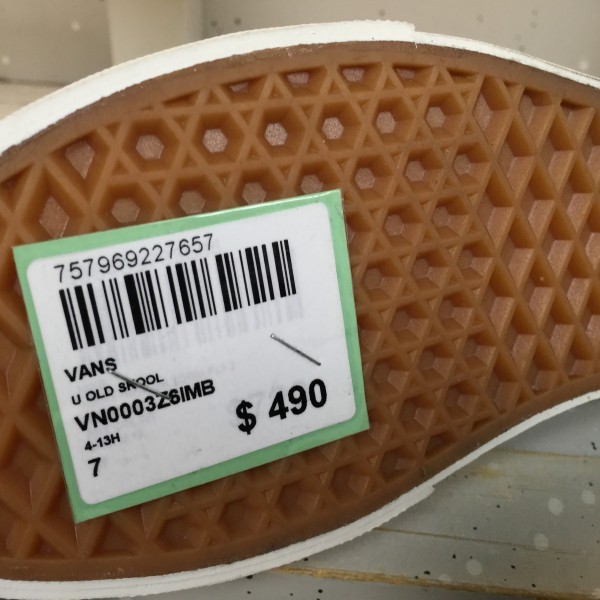 757969227657
VANS
U OLD SKOOL
VN0003Z6IMB
$ 490
4-13H
7